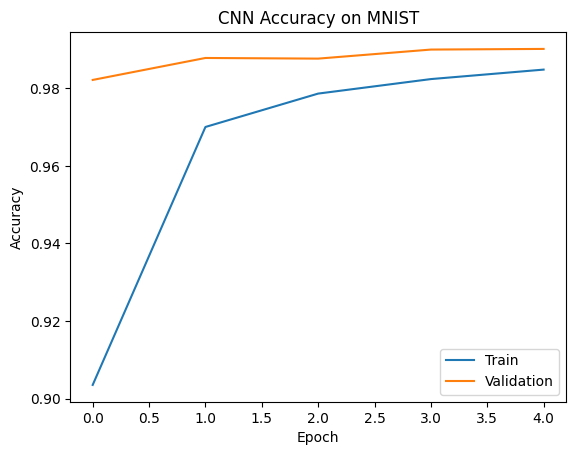 CNN Accuracy on MNIST
0.98
0.96
0.94
0.92
0.90
Accuracy
Train
Validation
0.0 0.5 1.0 1.5 2.0 2.5 3.0 3.5 4.0
Epoch